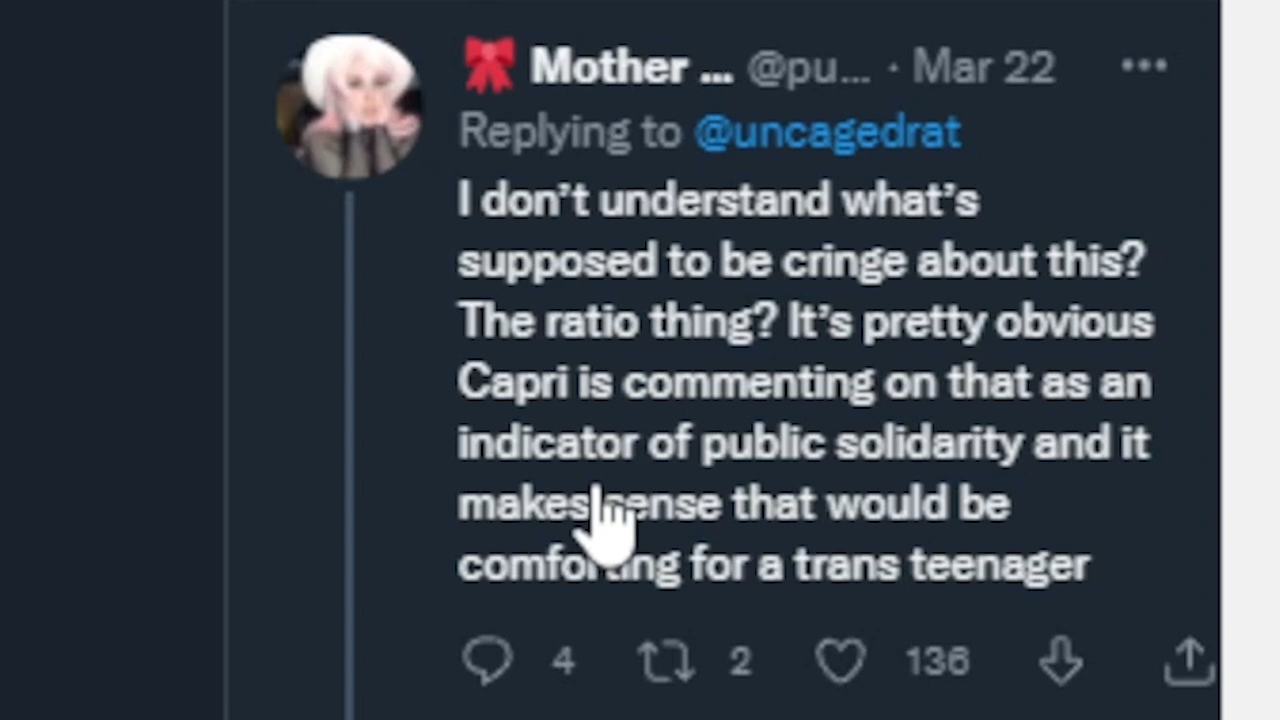 Mother ... @pu... · Mar 22
Replying to @uncagedrat
I don't understand what's
supposed to be cringe about this?
The ratio thing? It's pretty obvious
Capri is commenting on that as an
indicator of public solidarity and it
makes sense that would be
comforting for a trans teenager
4 2 136